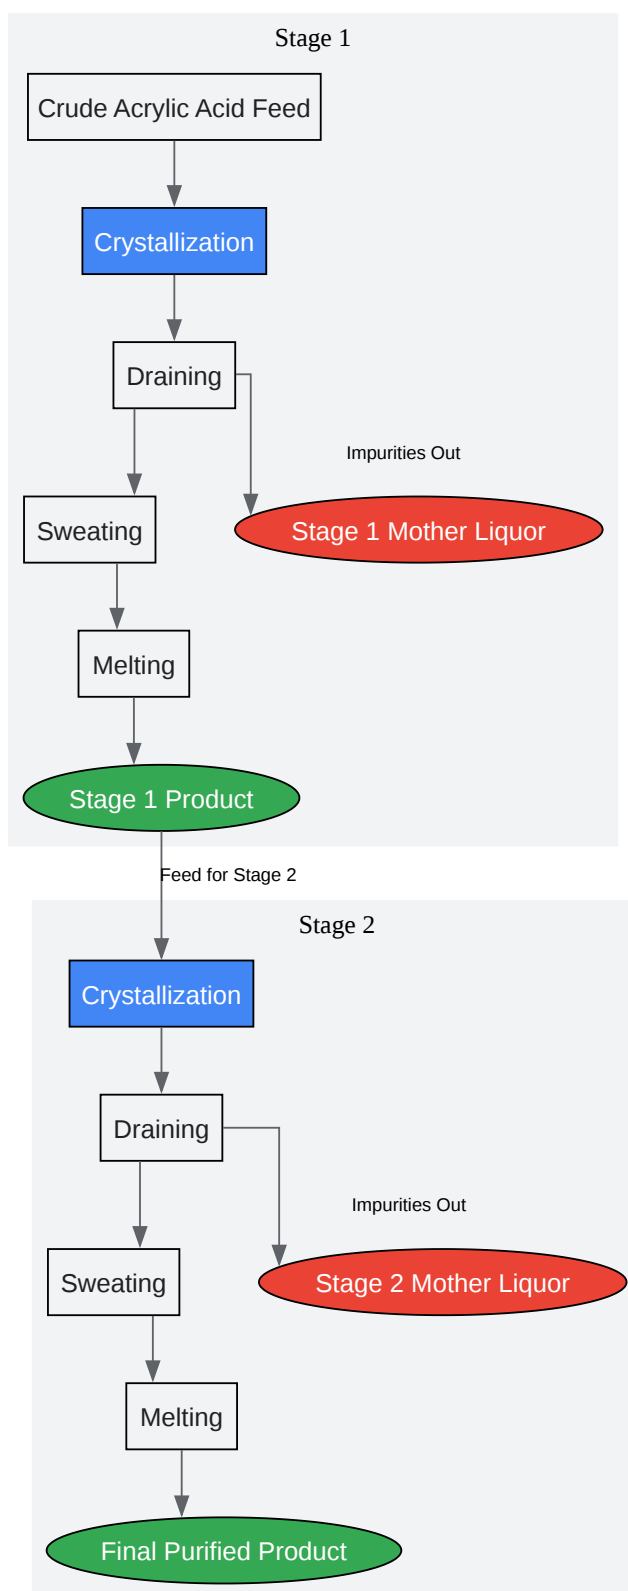 Stage 1
Crude Acrylic Acid Feed
Crystallization
Draining
Impurities Out
Sweating
Stage 1 Mother Liquor
Melting
Stage 1 Product
Feed for Stage 2
Stage 2
Crystallization
Draining
Impurities Out
Sweating
Stage 2 Mother Liquor
Melting
Final Purified Product